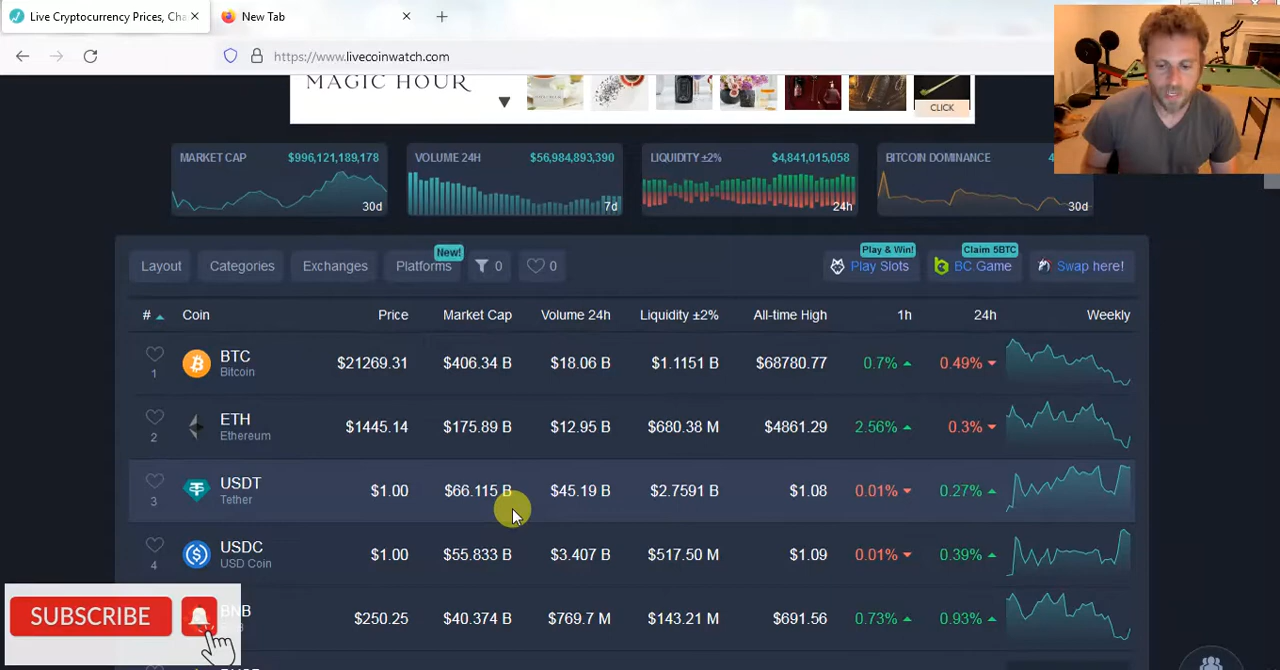 Live Cryptocurrency Prices, Cha
New Tab
https://www.livecoinwatch.com
MAGIC HOUR
CLICK
MARKET CAP $996,121,189,178
30d
VOLUME 24H $56,984,893,390
7d
LIQUIDITY ±2% $4,841,015,058
24h
BITCOIN DOMINANCE 4
30d
New!
Play & Win!
Claim 5BTC
Layout Categories Exchanges Platforms 0 0 Play Slots BC Game Swap here!
# Coin Price Market Cap Volume 24h Liquidity ±2% All-time High 1h 24h Weekly
1 BTC $21269.31 $406.34 B $18.06 B $1.1151 B $68780.77 0.7% 0.49%
Bitcoin
2 ETH $1445.14 $175.89 B $12.95 B $680.38 M $4861.29 2.56% 0.3%
Ethereum
3 USDT $1.00 $66.115 B $45.19 B $2.7591 B $1.08 0.01% 0.27%
Tether
4 USDC $1.00 $55.833 B $3.407 B $517.50 M $1.09 0.01% 0.39%
USD Coin
BNB $250.25 $40.374 B $769.7 M $143.21 M $691.56 0.73% 0.93%
SUBSCRIBE